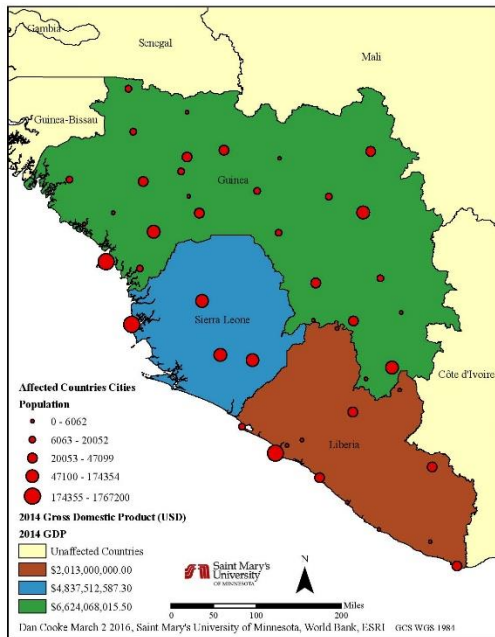 Gambia
Senegal
Mali
Guinea-Bissau
Guinea
Sierra Leone
Côte d'Ivoire
Liberia
Affected Countries Cities
Population
0 - 6062
6063 - 20052
20053 - 47099
47100 - 174354
174355 - 1767200
2014 Gross Domestic Product (USD)
2014 GDP
Unaffected Countries
$2,013,000,000.00
$4,837,512,587.30
$6,624,068,015.50
SM
Saint Mary's
University
OF MINNESOTA
N
0 50 100 200
Miles
Dan Cooke March 2 2016, Saint Mary's University of Minnesota, World Bank, ESRI GCS WGS 1984